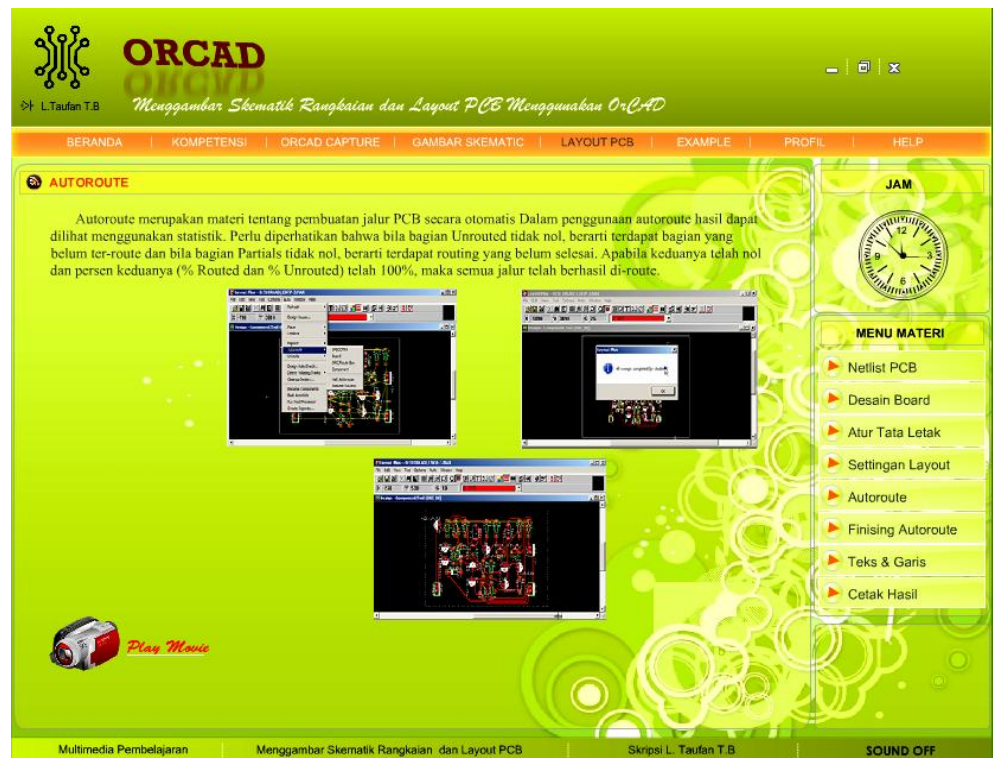 ORCAD
L.Taufan T.B
Menggambar Skematik Rangkaian dan Layout PCB Menggunakan OrCAD
BERANDA | KOMPETENSI | ORCAD CAPTURE | GAMBAR SKEMATIC | LAYOUT PCB | EXAMPLE | PROFIL | HELP
AUTOROUTE
Autoroute merupakan materi tentang pembuatan jalur PCB secara otomatis Dalam penggunaan autoroute hasil dapat
dilihat menggunakan statistik. Perlu diperhatikan bahwa bila bagian Unrouted tidak nol, berarti terdapat bagian yang
belum ter-route dan bila bagian Partials tidak nol, berarti terdapat routing yang belum selesai. Apabila keduanya telah nol
dan persen keduanya (% Routed dan % Unrouted) telah 100%, maka semua jalur telah berhasil di-route.
Play Movie
JAM
12
3
6
9
MENU MATERI
Netlist PCB
Desain Board
Atur Tata Letak
Settingan Layout
Autoroute
Finising Autoroute
Teks & Garis
Cetak Hasil
Multimedia Pembelajaran
Menggambar Skematik Rangkaian dan Layout PCB
Skripsi L. Taufan T.B
SOUND OFF